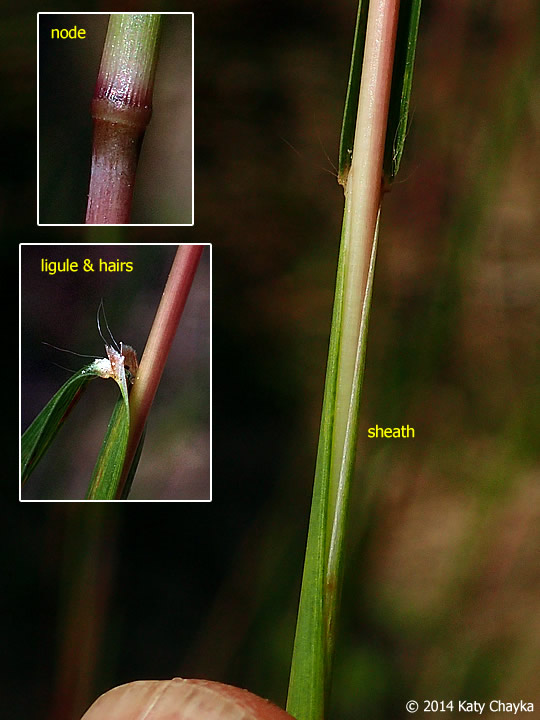 node
ligule & hairs
sheath
© 2014 Katy Chayka